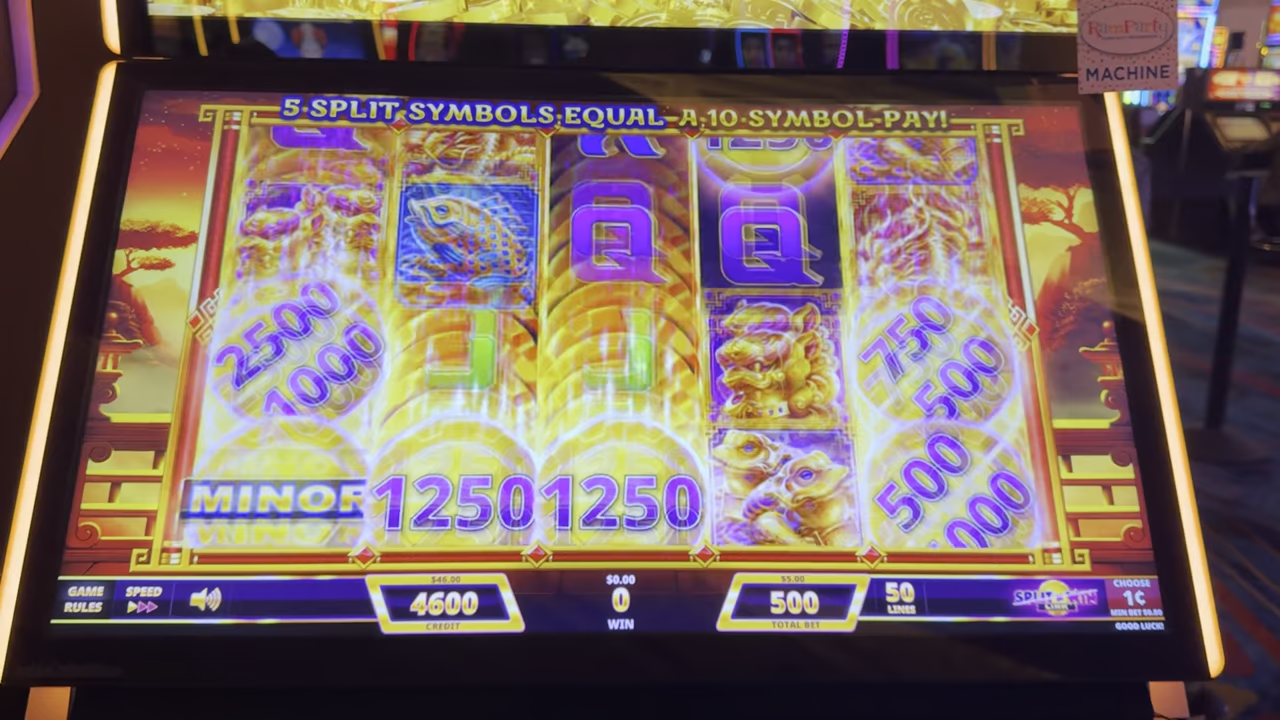 RandParty
MACHINE
5 SPLIT SYMBOLS EQUAL A 10 SYMBOL PAY!
1250
Q
Q
2500
1000
J
J
750
500
MINOR
1250
1250
500
GAME RULES
SPEED
$46.00
4600
CREDIT
$0.00
0
WIN
$5.00
500
TOTAL BET
50
LINES
CHOOSE
1¢
GOOD LUCK!